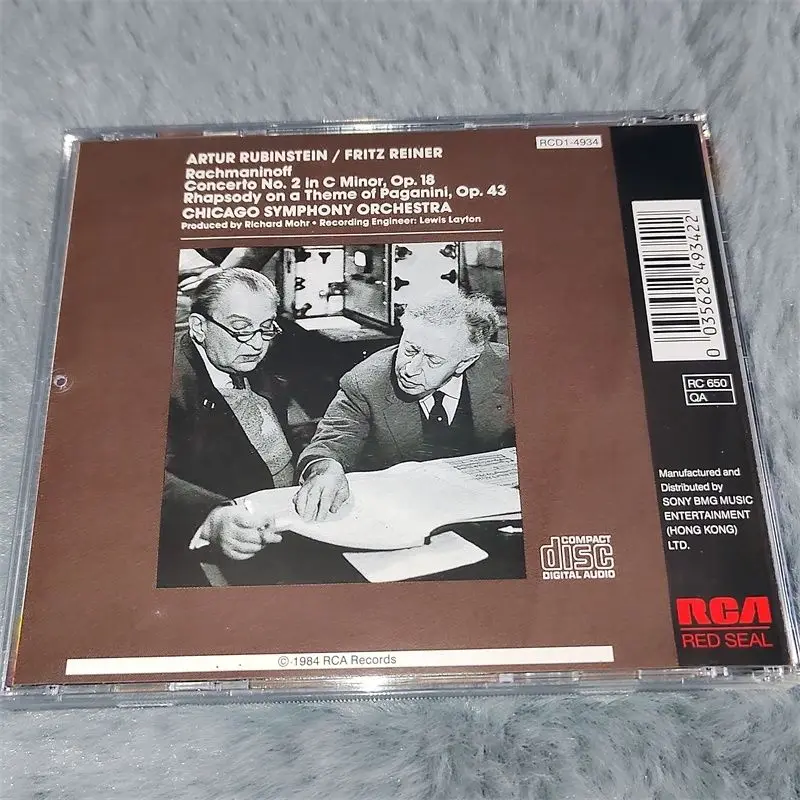 ARTUR RUBINSTEIN / FRITZ REINER
Rachmaninoff
Concerto No. 2 in C Minor, Op. 18
Rhapsody on a Theme of Paganini, Op. 43
CHICAGO SYMPHONY ORCHESTRA
Produced by Richard Mohr • Recording Engineer: Lewis Layton
RCD1-4934
0 035628 493422
RC 650
QA
Manufactured and
Distributed by
SONY BMG MUSIC
ENTERTAINMENT
(HONG KONG)
LTD.
COMPACT
disc
DIGITAL AUDIO
RCA
RED SEAL
©-1984 RCA Records